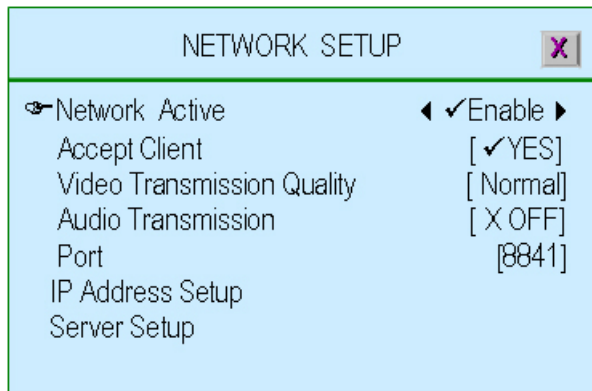 NETWORK SETUP X
Network Active ✓Enable
Accept Client [✓YES]
Video Transmission Quality [ Normal]
Audio Transmission [ X OFF]
Port [8841]
IP Address Setup
Server Setup